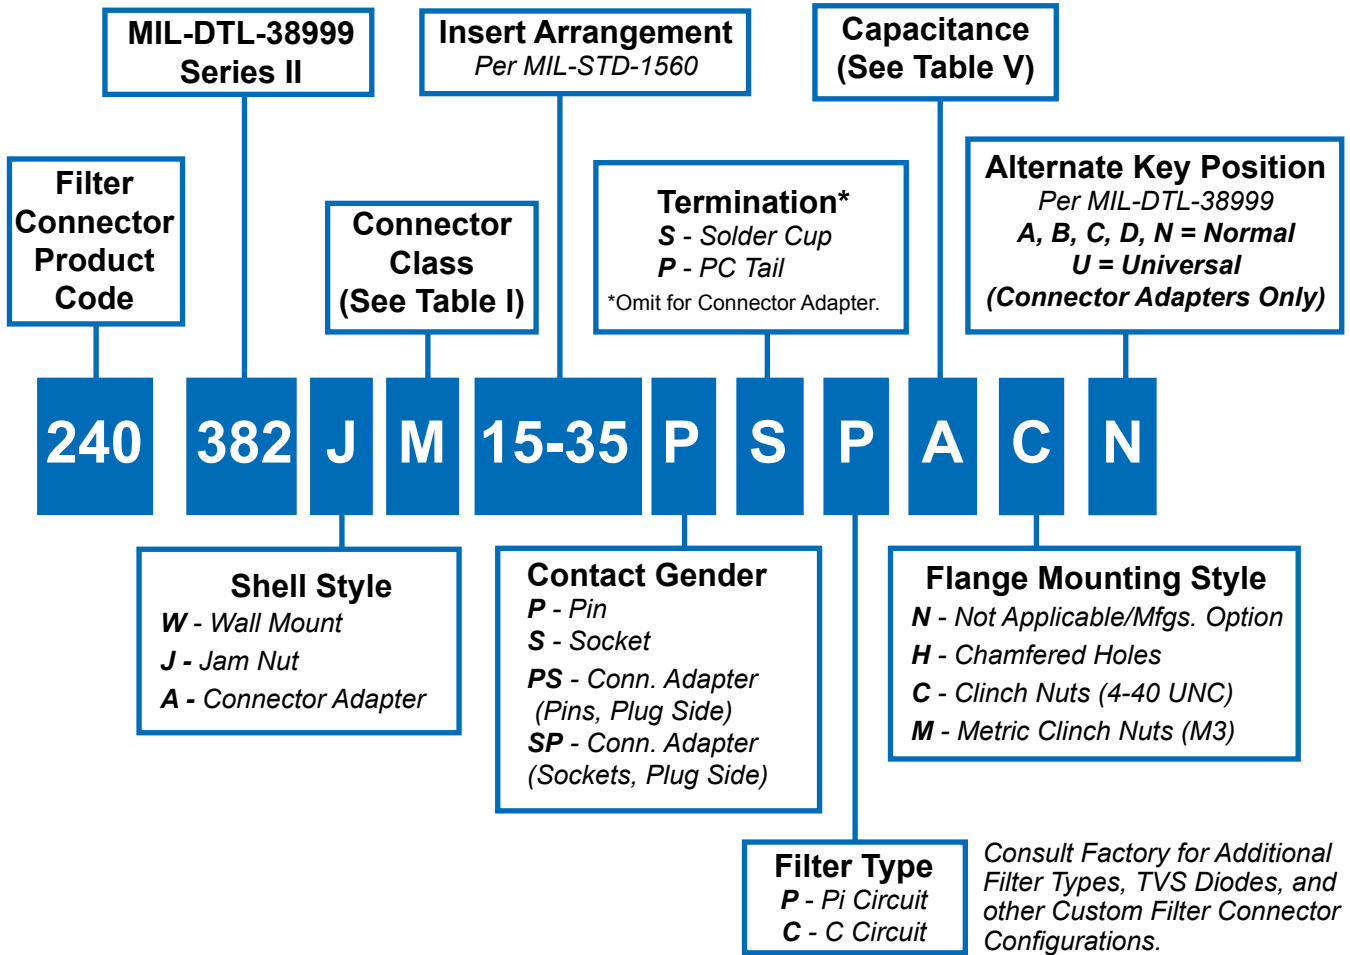 MIL-DTL-38999
Series II
Insert Arrangement
Per MIL-STD-1560
Capacitance
(See Table V)
Filter
Connector
Product
Code
Connector
Class
(See Table I)
Termination*
S - Solder Cup
P - PC Tail
*Omit for Connector Adapter.
Alternate Key Position
Per MIL-DTL-38999
A, B, C, D, N = Normal
U = Universal
(Connector Adapters Only)
240 382 J M 15-35 P S P A C N
Shell Style
W - Wall Mount
J - Jam Nut
A - Connector Adapter
Contact Gender
P - Pin
S - Socket
PS - Conn. Adapter
(Pins, Plug Side)
SP - Conn. Adapter
(Sockets, Plug Side)
Flange Mounting Style
N - Not Applicable/Mfgs. Option
H - Chamfered Holes
C - Clinch Nuts (4-40 UNC)
M - Metric Clinch Nuts (M3)
Filter Type
P - Pi Circuit
C - C Circuit
Consult Factory for Additional
Filter Types, TVS Diodes, and
other Custom Filter Connector
Configurations.